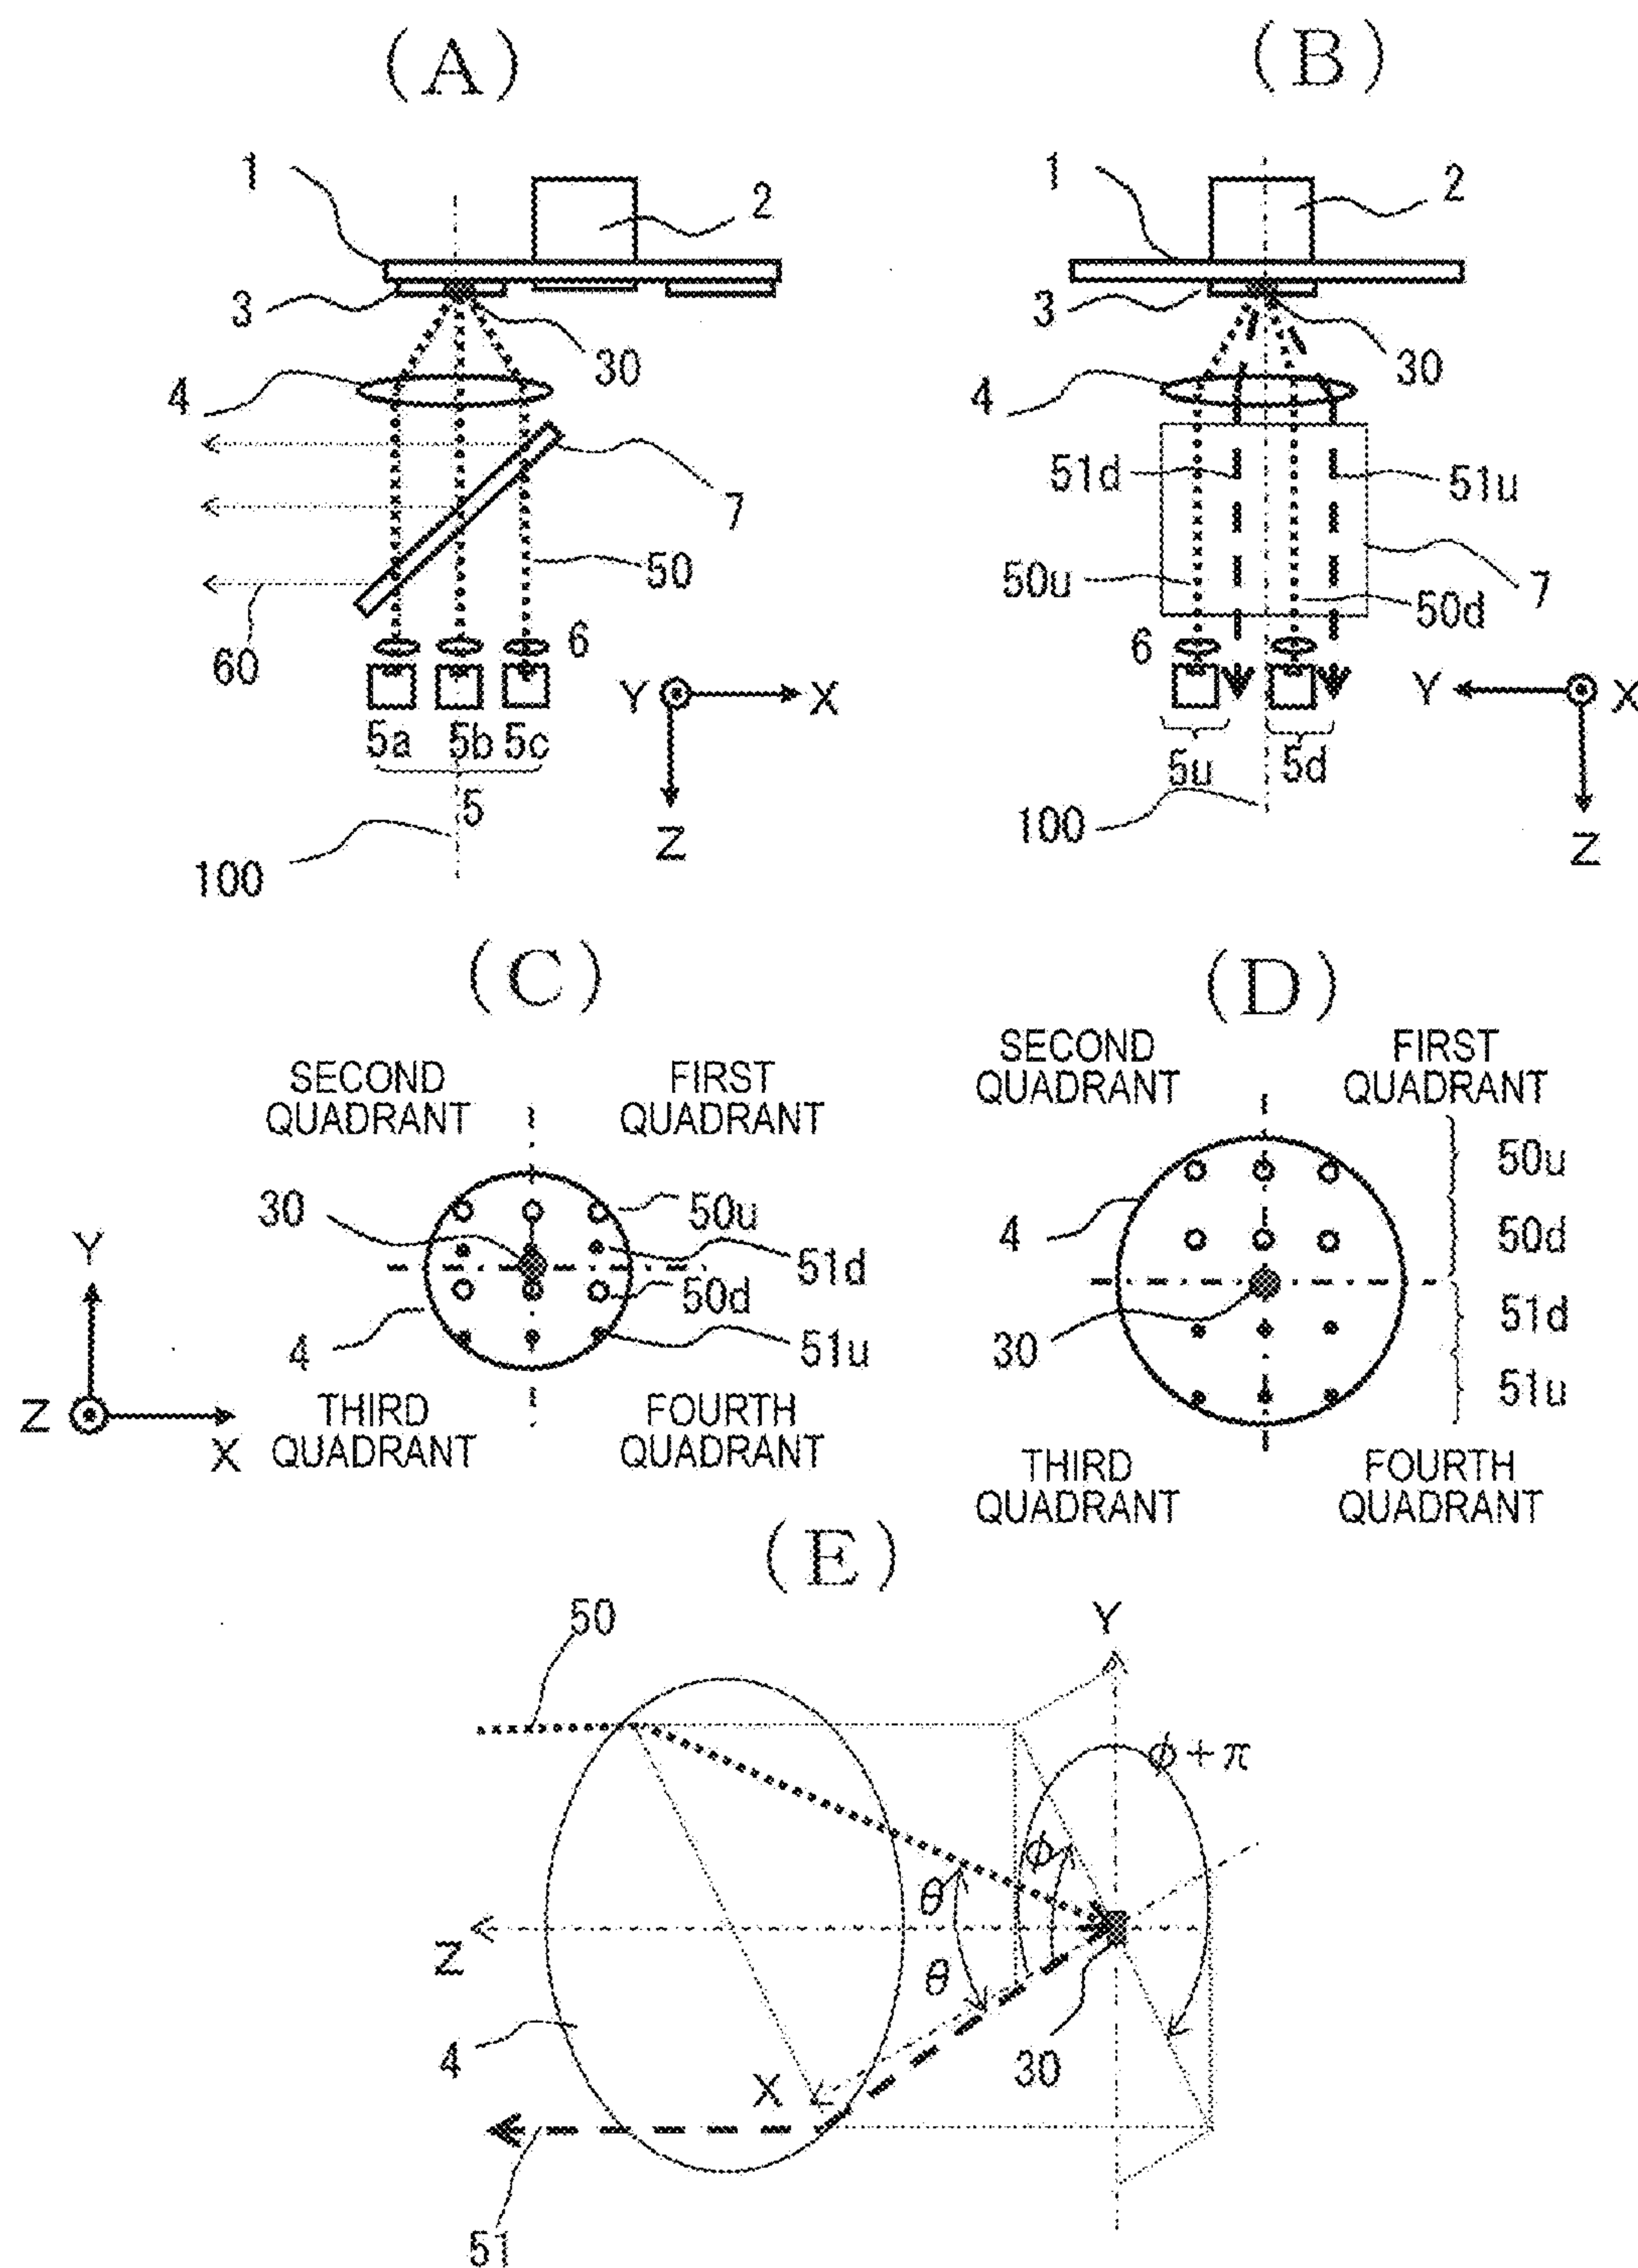 (A)
(B)
1
2
3
30
4
7
50
60
6
5a 5b 5c
5
100
Y
X
Z
1
2
3
30
4
51d
51u
50u
50d
7
6
5u
5d
100
Y
X
Z
(C)
SECOND
QUADRANT
FIRST
QUADRANT
30
50u
51d
50d
51u
4
Y
Z
X
THIRD
QUADRANT
FOURTH
QUADRANT
(D)
SECOND
QUADRANT
FIRST
QUADRANT
50u
4
50d
51d
30
51u
THIRD
QUADRANT
FOURTH
QUADRANT
(E)
50
Y
ϕ+π
ϕ
θ
Z
θ
4
X
30
51